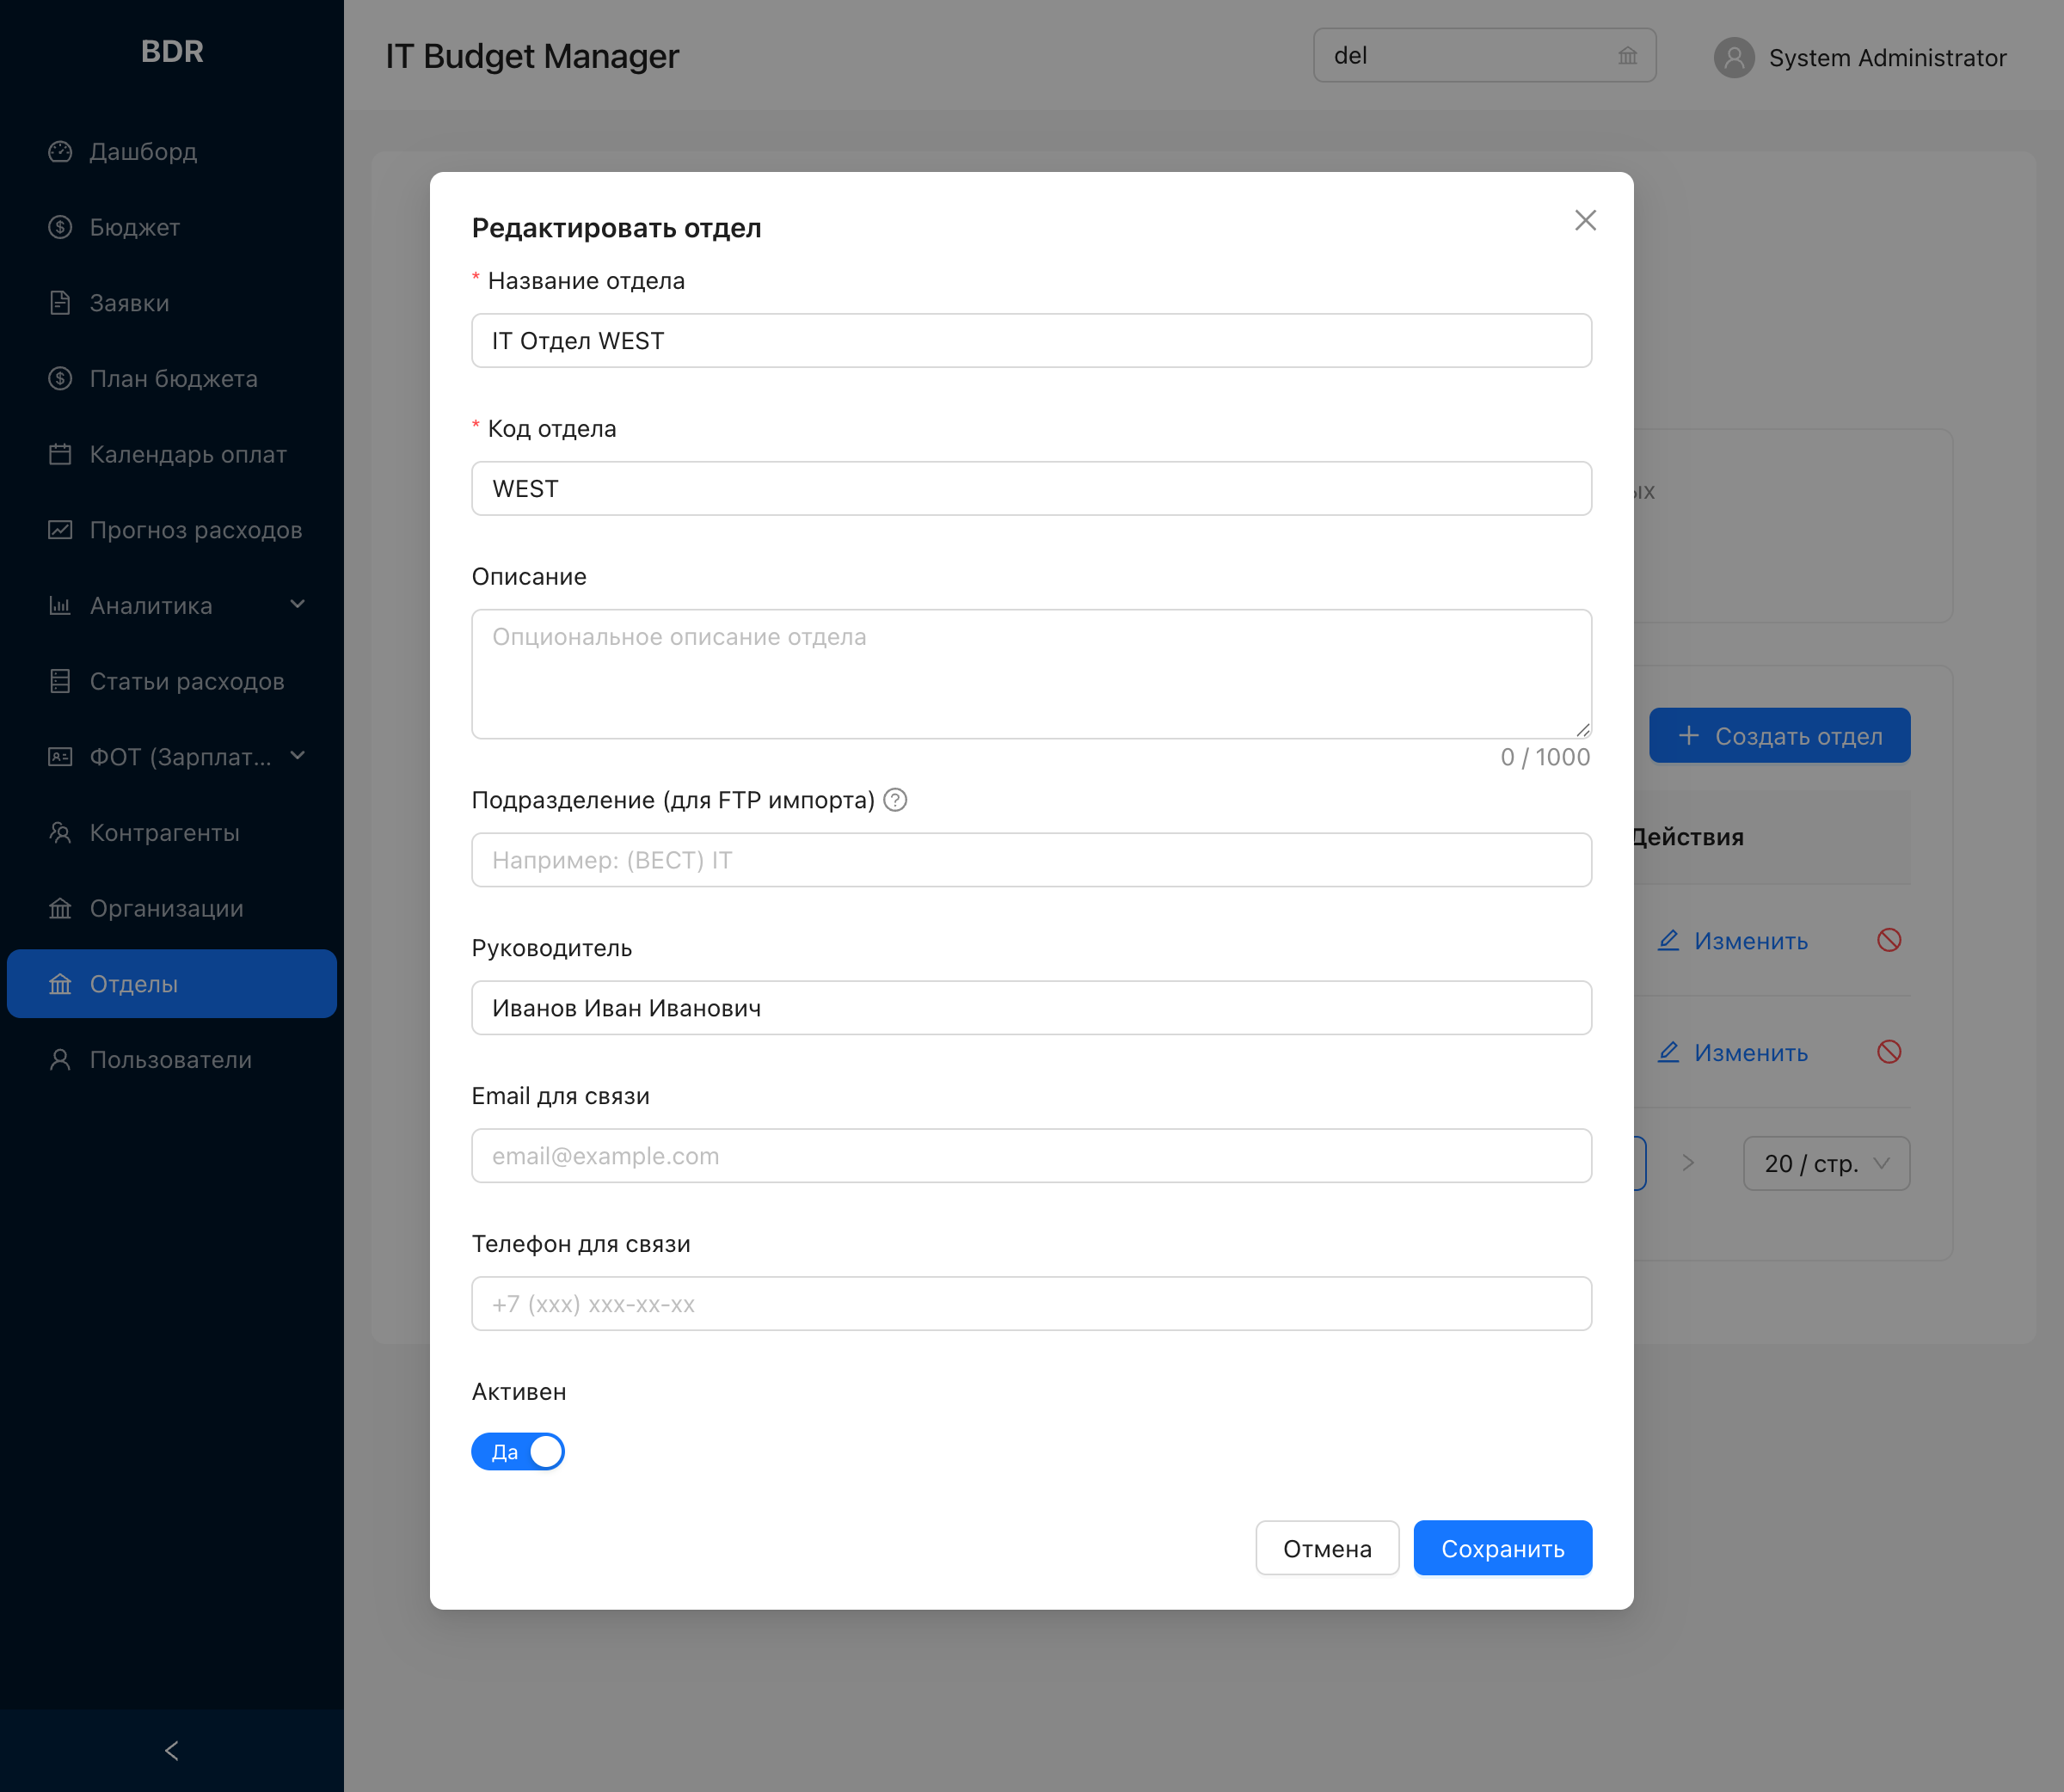 BDR
IT Budget Manager
del
System Administrator
Дашборд
Бюджет
Заявки
План бюджета
Календарь оплат
Прогноз расходов
Аналитика
Статьи расходов
ФОТ (Зарплат...
Контрагенты
Организации
Отделы
Пользователи
Редактировать отдел
* Название отдела
IT Отдел WEST
* Код отдела
WEST
Описание
Опциональное описание отдела
0 / 1000
Подразделение (для FTP импорта)
Например: (ВЕСТ) IT
Руководитель
Иванов Иван Иванович
Email для связи
email@example.com
Телефон для связи
+7 (xxx) xxx-xx-xx
Активен
Да
Отмена
Сохранить
Создать отдел
Действия
Изменить
Изменить
20 / стр.